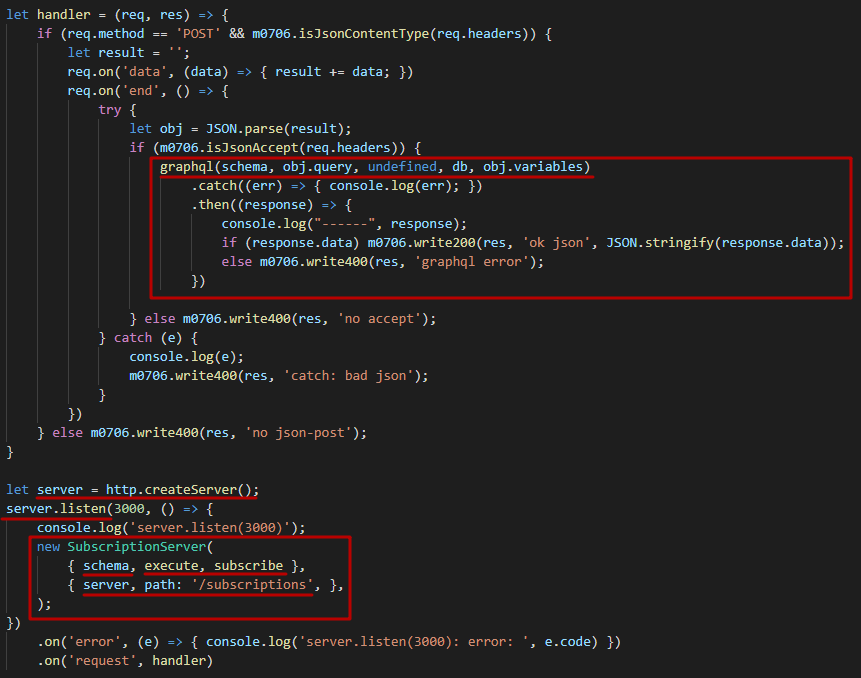 let handler = (req, res) => {
    if (req.method == 'POST' && m0706.isJsonContentType(req.headers)) {
        let result = '';
        req.on('data', (data) => { result += data; })
        req.on('end', () => {
            try {
                let obj = JSON.parse(result);
                if (m0706.isJsonAccept(req.headers)) {
                    graphql(schema, obj.query, undefined, db, obj.variables)
                        .catch((err) => { console.log(err); })
                        .then((response) => {
                            console.log("------", response);
                            if (response.data) m0706.write200(res, 'ok json', JSON.stringify(response.data));
                            else m0706.write400(res, 'graphql error');
                        })
                } else m0706.write400(res, 'no accept');
            } catch (e) {
                console.log(e);
                m0706.write400(res, 'catch: bad json');
            }
        })
    } else m0706.write400(res, 'no json-post');
}
let server = http.createServer();
server.listen(3000, () => {
    console.log('server.listen(3000)');
    new SubscriptionServer(
        { schema, execute, subscribe },
        { server, path: '/subscriptions', },
    );
})
    .on('error', (e) => { console.log('server.listen(3000): error: ', e.code) })
    .on('request', handler)